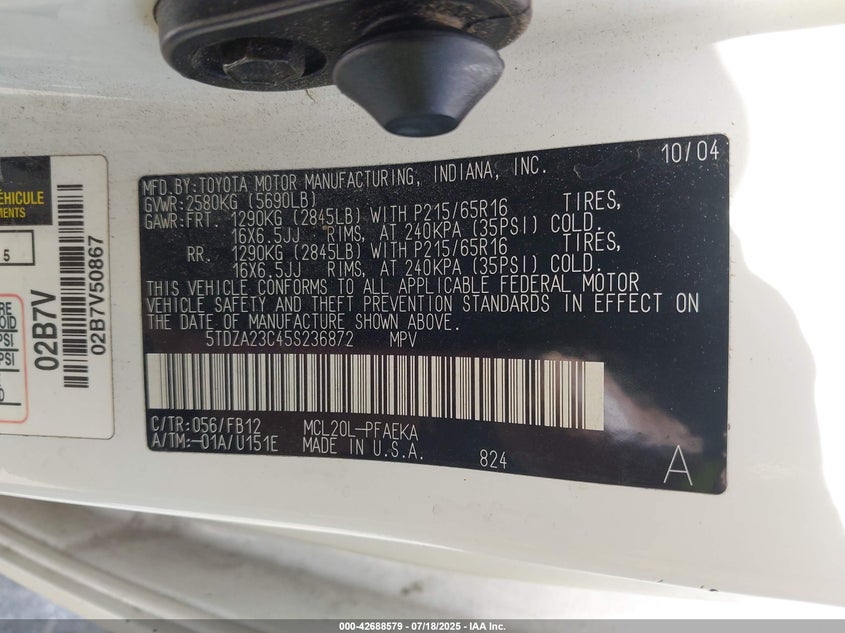 10/04
MFD.BY:TOYOTA MOTOR MANUFACTURING, INDIANA, INC.
GVWR:2580KG (5690LB)
GAWR:FRT. 1290KG (2845LB) WITH P215/65R16 TIRES,
16X6.5JJ RIMS, AT 240KPA (35PSI) COLD.
RR. 1290KG (2845LB) WITH P215/65R16 TIRES,
16X6.5JJ RIMS, AT 240KPA (35PSI) COLD.
THIS VEHICLE CONFORMS TO ALL APPLICABLE FEDERAL MOTOR
VEHICLE SAFETY AND THEFT PREVENTION STANDARDS IN EFFECT ON
THE DATE OF MANUFACTURE SHOWN ABOVE.
5TDZA23C45S236872 MPV
C/TR:056/FB12 MCL20L-PFAEKA
A/TM:-01A/U151E MADE IN U.S.A. 824
A
VÉHICULE
5
PSI
PSI
02B7V
02B7V50867
000-42688579 / 07/18/2025 - IAA Inc.